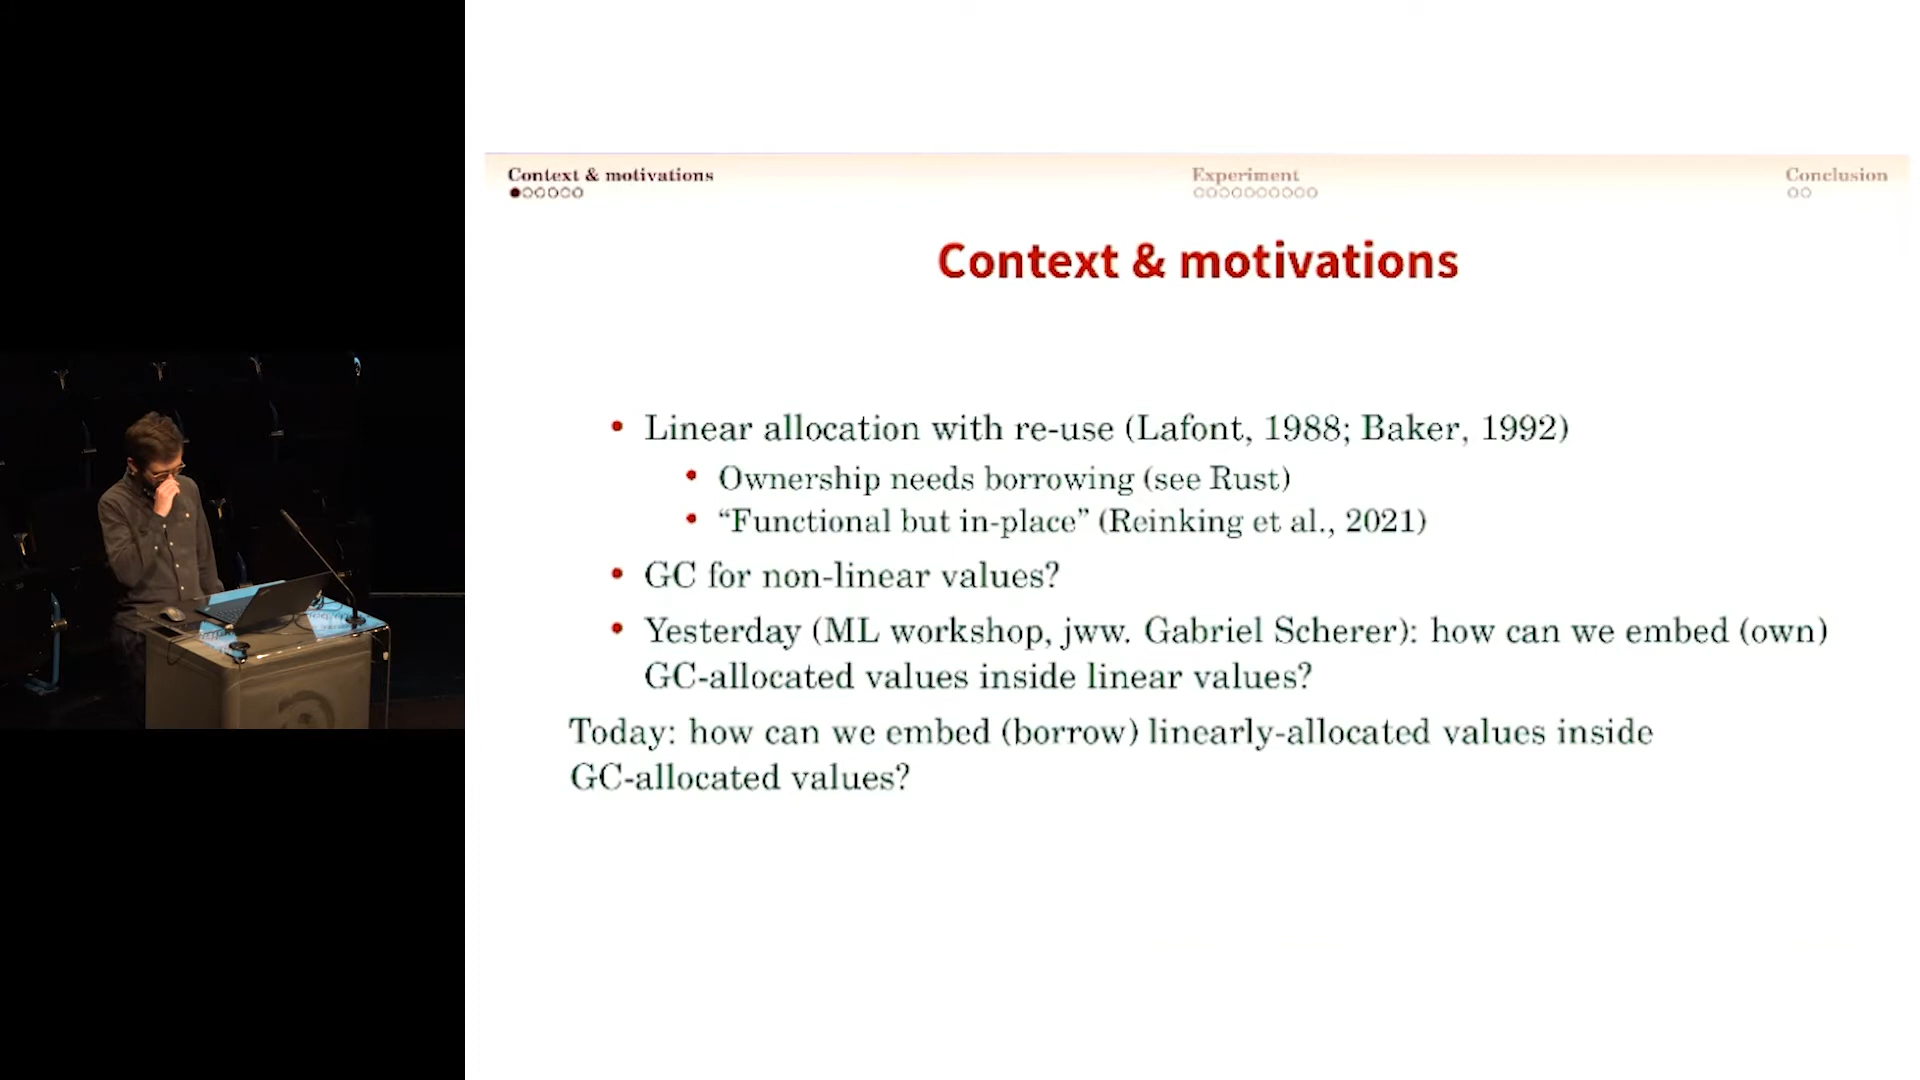 Context & motivations
Experiment
Conclusion
Context & motivations
• Linear allocation with re-use (Lafont, 1988; Baker, 1992)
• Ownership needs borrowing (see Rust)
• “Functional but in-place” (Reinking et al., 2021)
• GC for non-linear values?
• Yesterday (ML workshop, jww. Gabriel Scherer): how can we embed (own)
GC-allocated values inside linear values?
Today: how can we embed (borrow) linearly-allocated values inside
GC-allocated values?